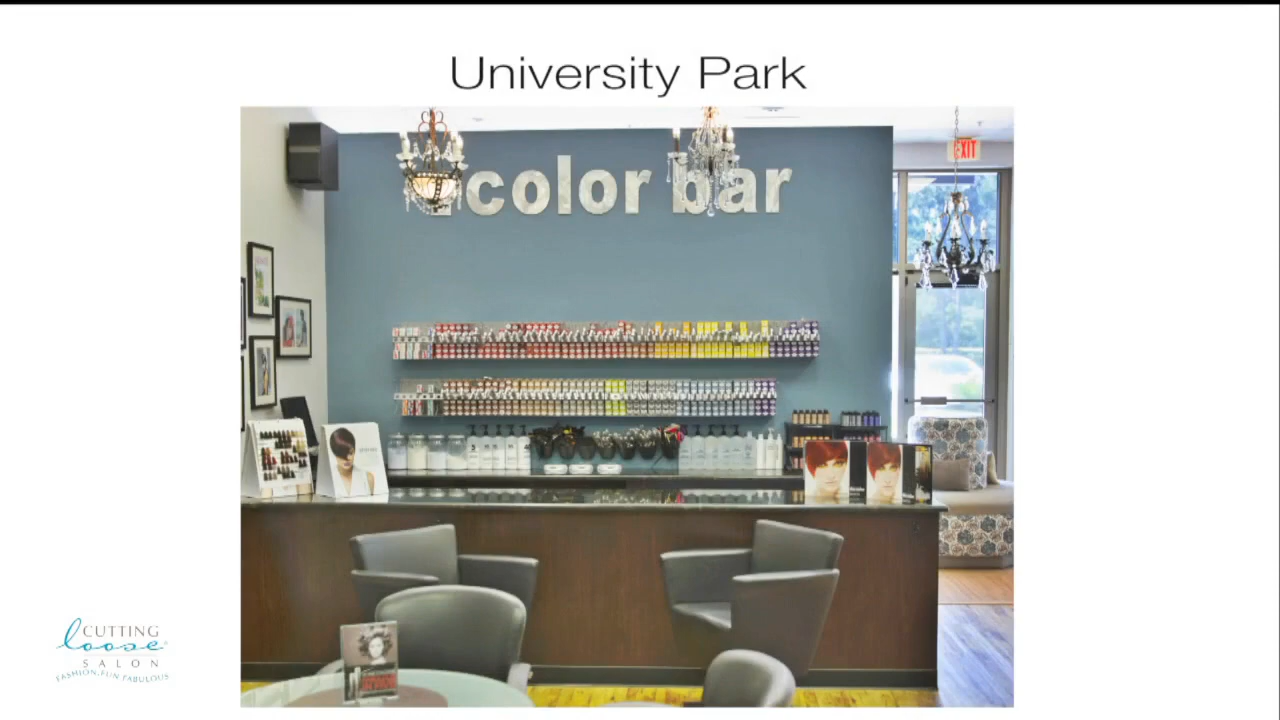 University Park
EXIT
color bar
CUTTING
loose
SALON
FASHION.FUN.FABULOUS